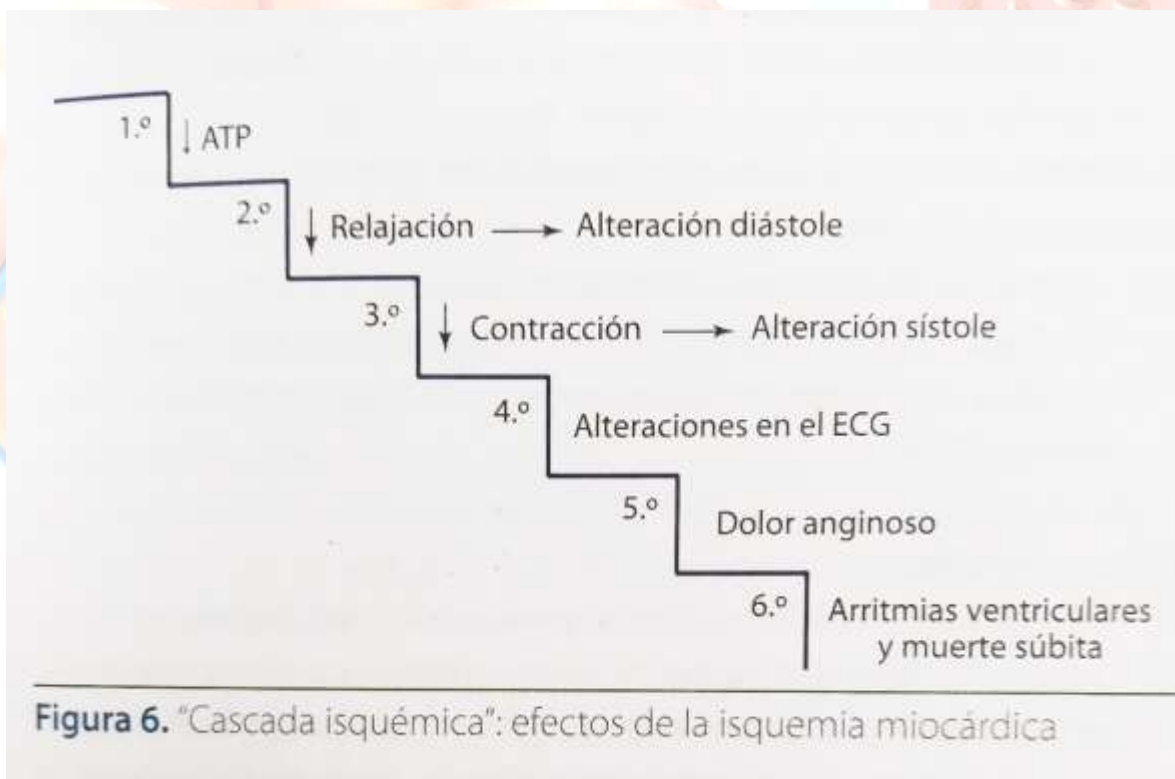 1.º ↓ ATP
2.º ↓ Relajación → Alteración diástole
3.º ↓ Contracción → Alteración sístole
4.º Alteraciones en el ECG
5.º Dolor anginoso
6.º Arritmias ventriculares
y muerte súbita
Figura 6. "Cascada isquémica": efectos de la isquemia miocárdica